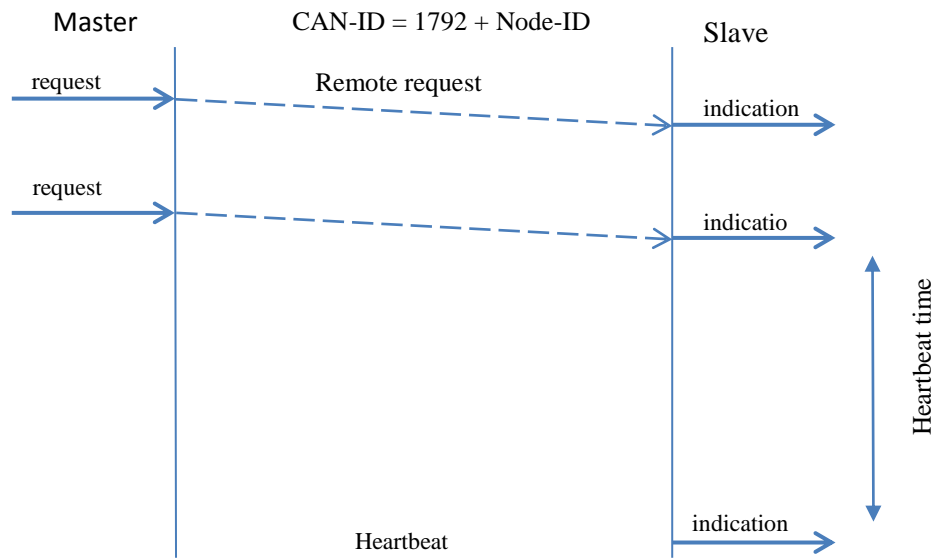 Master
CAN-ID = 1792 + Node-ID
Slave
request
Remote request
indication
request
indicatio
Heartbeat time
indication
Heartbeat